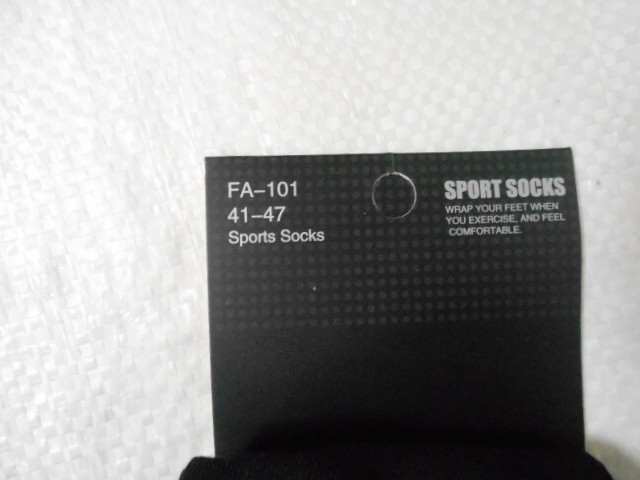 FA-101
41-47
Sports Socks
SPORT SOCKS
WRAP YOUR FEET WHEN
YOU EXERCISE, AND FEEL
COMFORTABLE.